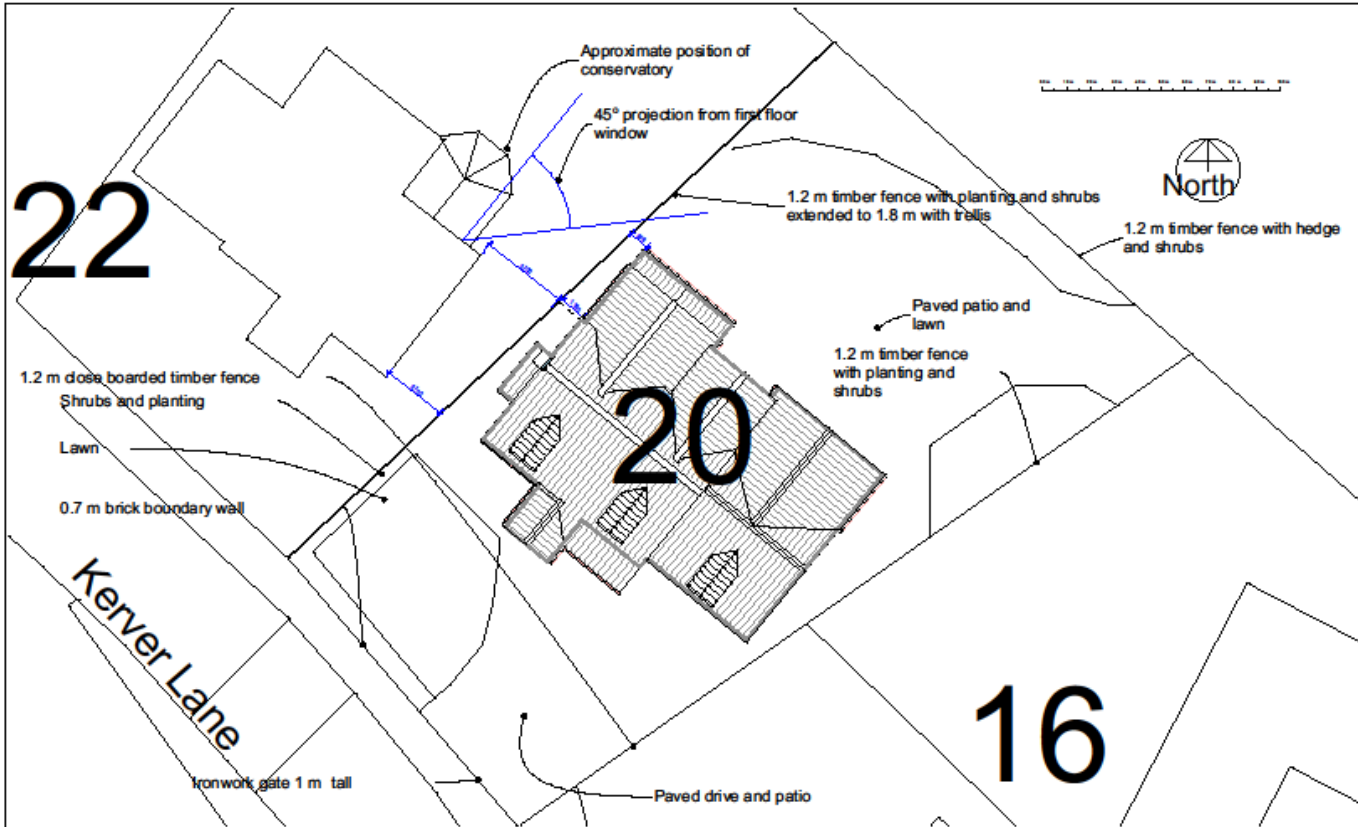 Approximate position of
conservatory
45° projection from first floor
window
North
22
1.2 m timber fence with planting and shrubs
extended to 1.8 m with trellis
1.2 m timber fence with hedge
and shrubs
Paved patio and
lawn
1.2 m timber fence
with planting and
shrubs
1.2 m close boarded timber fence
Shrubs and planting
20
Lawn
0.7 m brick boundary wall
Kerver Lane
16
Ironwork gate 1 m tall
Paved drive and patio